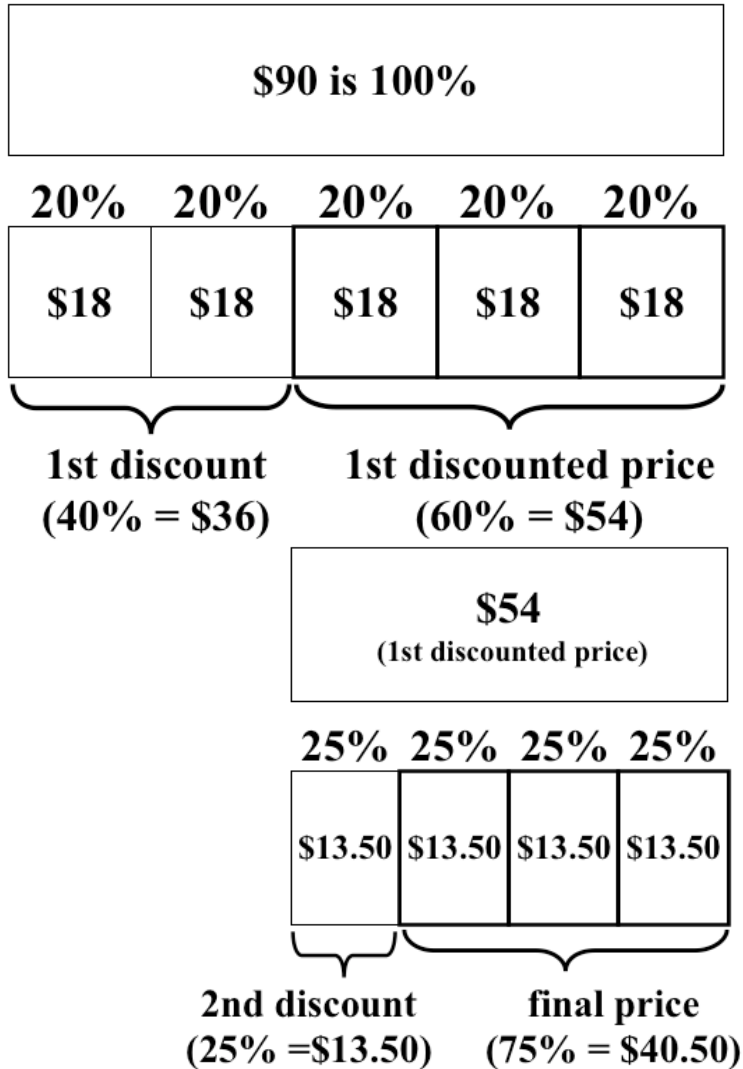 $90 is 100%
20% 20% 20% 20% 20%
$18 $18 $18 $18 $18
1st discount 1st discounted price
(40% = $36) (60% = $54)
$54
(1st discounted price)
25% 25% 25% 25%
$13.50 $13.50 $13.50 $13.50
2nd discount final price
(25% =$13.50) (75% = $40.50)